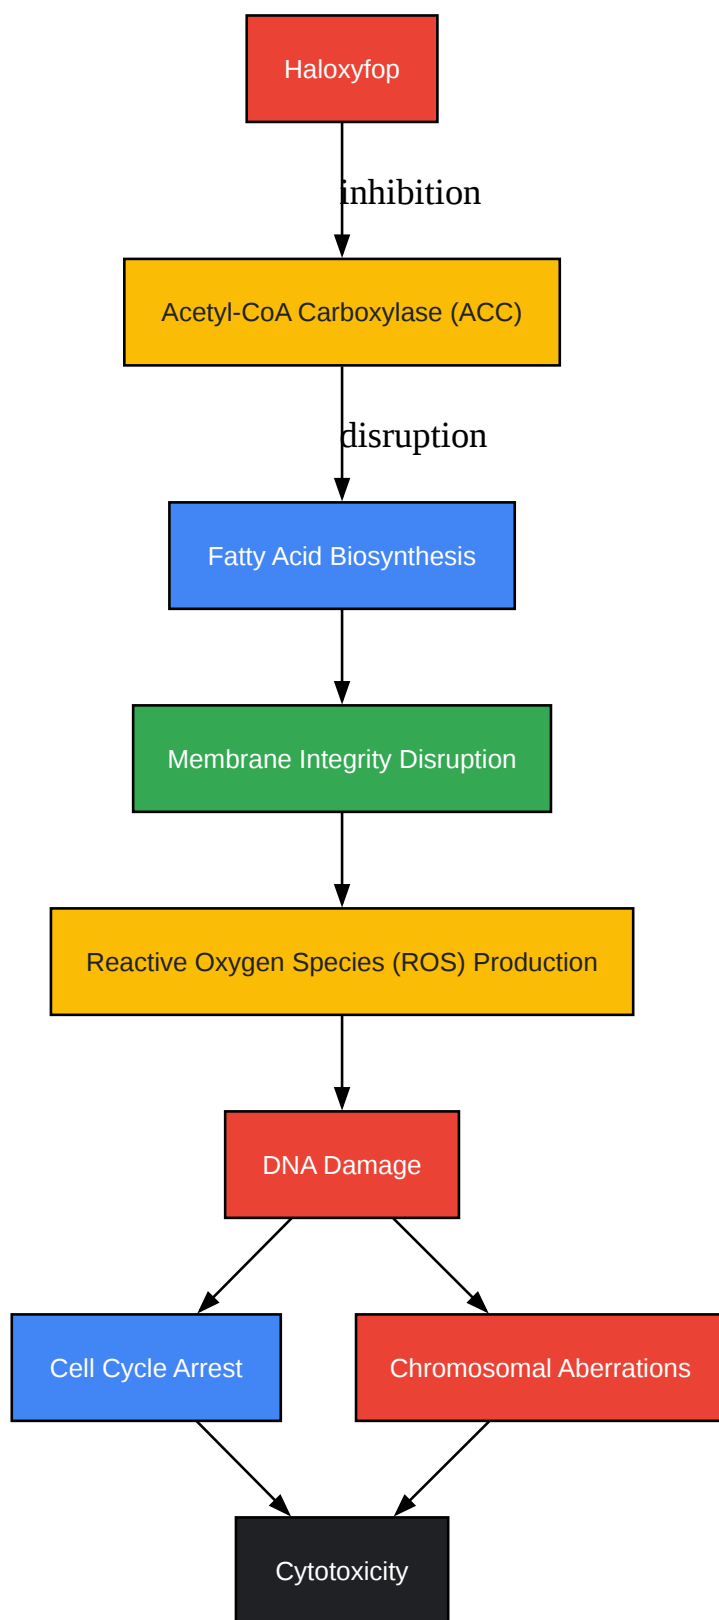 Haloxyfop
inhibition
Acetyl-CoA Carboxylase (ACC)
disruption
Fatty Acid Biosynthesis
Membrane Integrity Disruption
Reactive Oxygen Species (ROS) Production
DNA Damage
Cell Cycle Arrest
Chromosomal Aberrations
Cytotoxicity